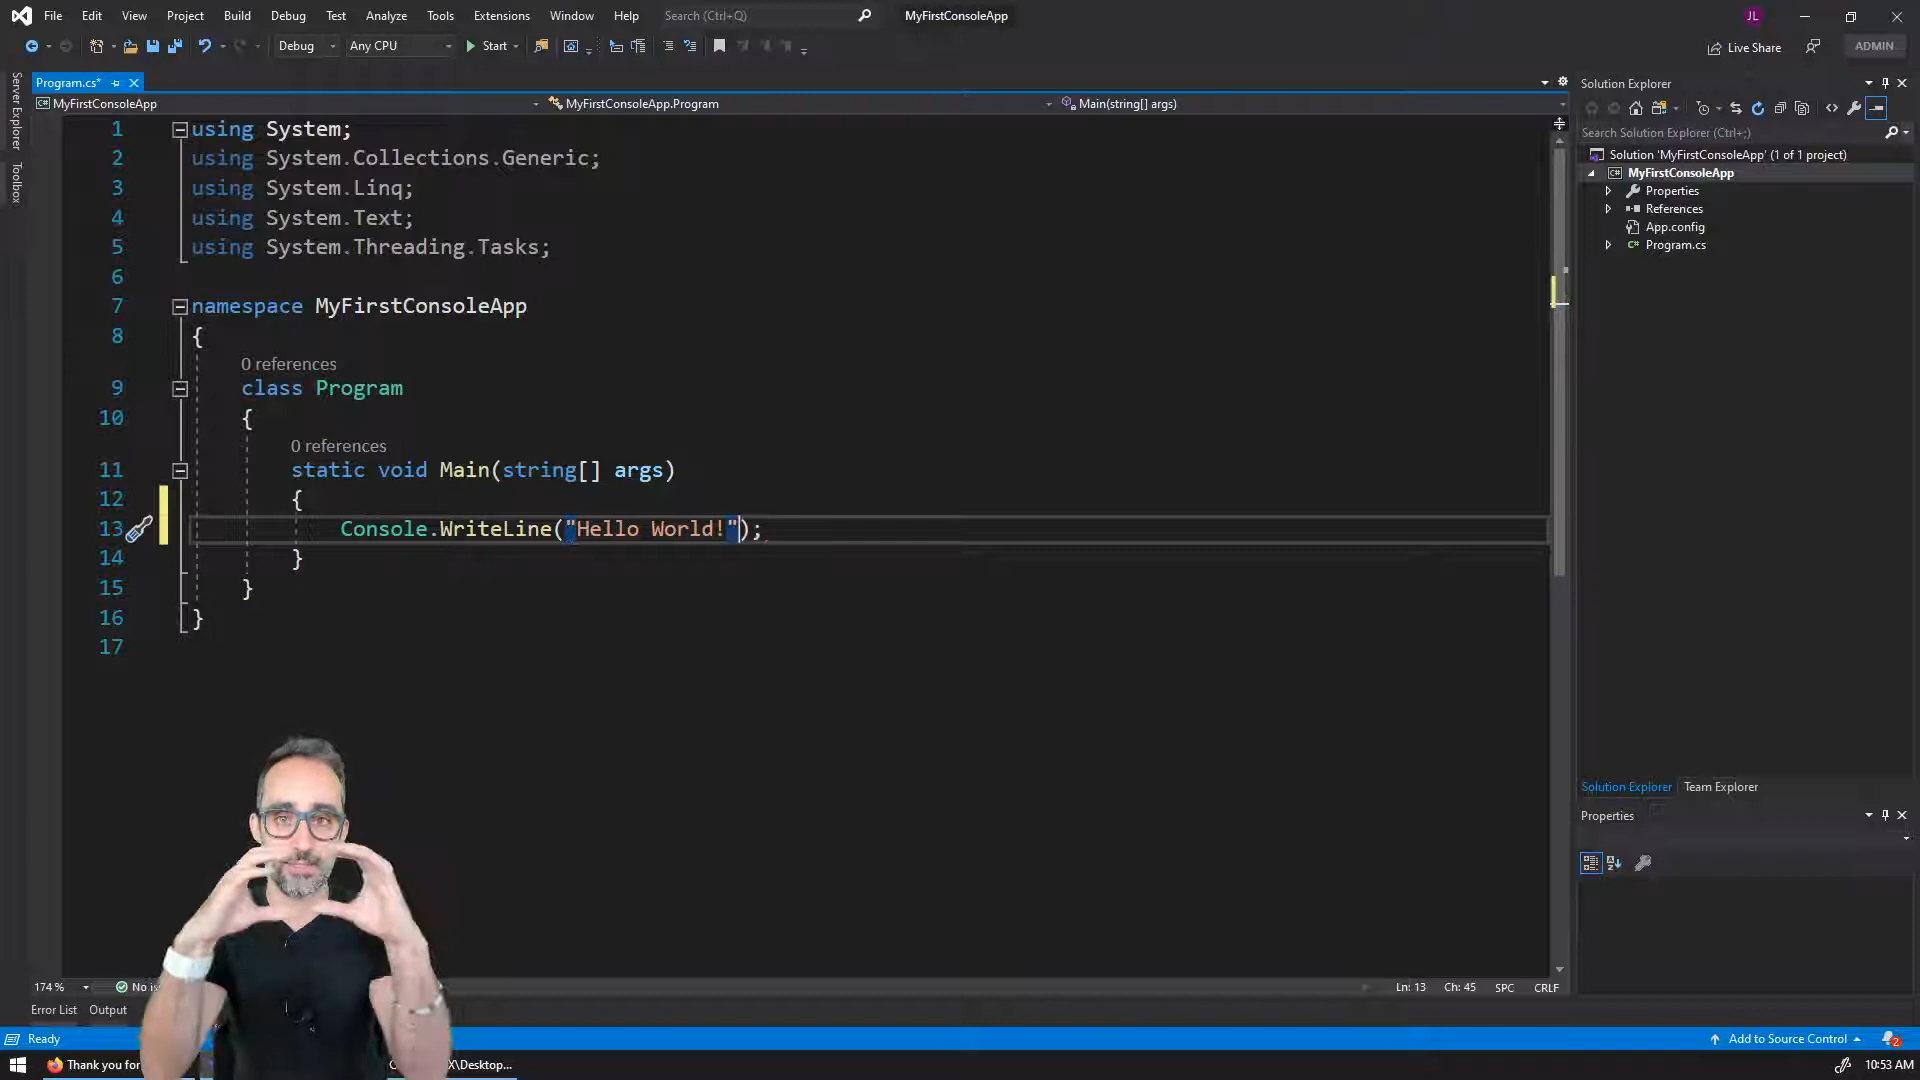 File Edit View Project Build Debug Test Analyze Tools Extensions Window Help Search (Ctrl+Q) MyFirstConsoleApp JL
Debug Any CPU Start Live Share ADMIN
Program.cs*
MyFirstConsoleApp MyFirstConsoleApp.Program Main(string[] args)
Server Explorer
Toolbox
1 using System;
2 using System.Collections.Generic;
3 using System.Linq;
4 using System.Text;
5 using System.Threading.Tasks;
6
7 namespace MyFirstConsoleApp
8 {
0 references
9 class Program
10 {
0 references
11 static void Main(string[] args)
12 {
13 Console.WriteLine("Hello World!");
14 }
15 }
16 }
17
Solution Explorer
Search Solution Explorer (Ctrl+;)
Solution 'MyFirstConsoleApp' (1 of 1 project)
MyFirstConsoleApp
Properties
References
App.config
Program.cs
Solution Explorer Team Explorer
Properties
174 % Ln: 13 Ch: 45 SPC CRLF
Error List Output
Ready Add to Source Control 2
Thank you for X\Desktop... 10:53 AM